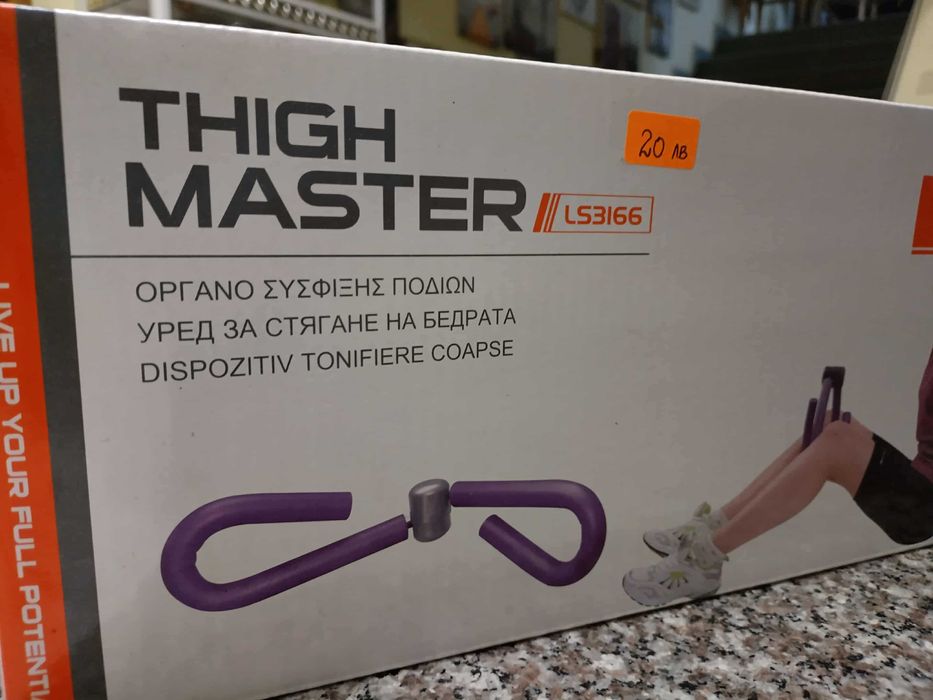 THIGH
MASTER
LS3166
20 лв
ΟΡΓΑΝΟ ΣΥΣΦΙΞΗΣ ΠΟΔΙΩΝ
УРЕД ЗА СТЯГАНЕ НА БЕДРАТА
DISPOZITIV TONIFIERE COAPSE
LIVE UP YOUR FULL